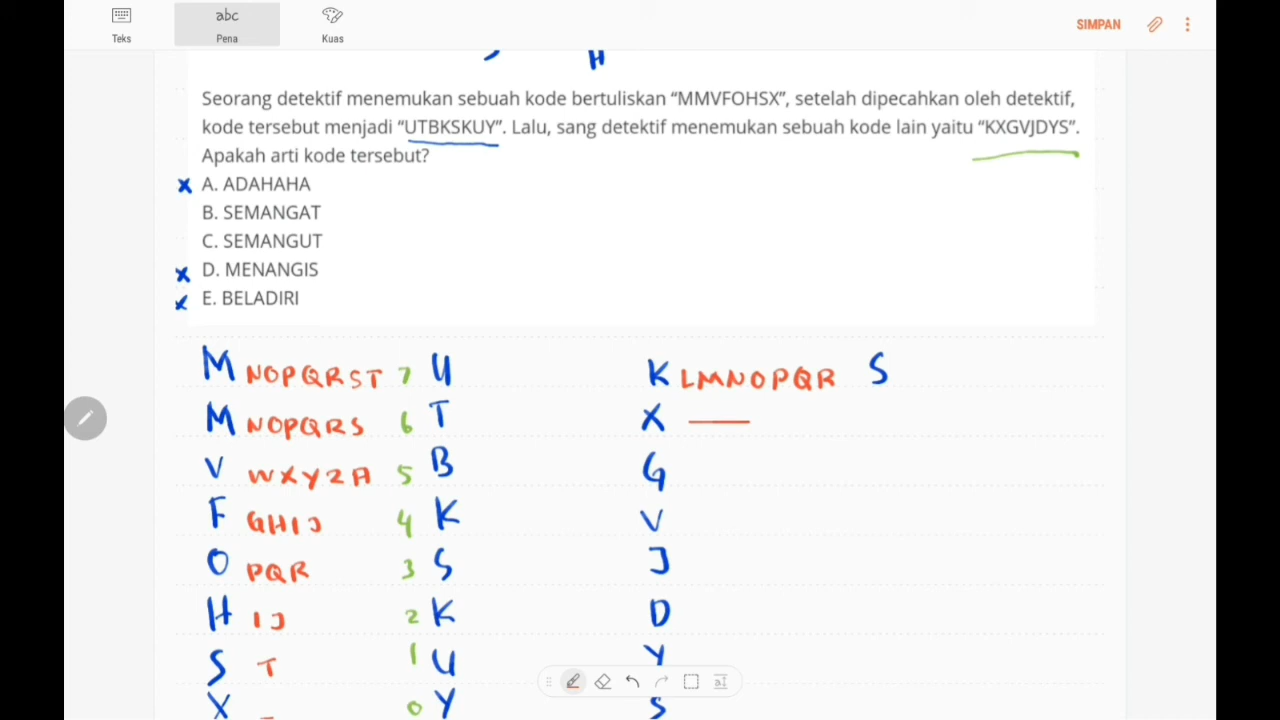 abc
Teks Pena Kuas SIMPAN
Seorang detektif menemukan sebuah kode bertuliskan “MMVFOHSX”, setelah dipecahkan oleh detektif,
kode tersebut menjadi “UTBKSKUY”. Lalu, sang detektif menemukan sebuah kode lain yaitu “KXGVJDYS”.
Apakah arti kode tersebut?
x A. ADAHAHA
B. SEMANGAT
C. SEMANGUT
x D. MENANGIS
x E. BELADIRI
M NOPQRST 7 U K LMNOPQR S
M NOPQRS 6 T X
V WXYZA 5 B G
F GHIJ 4 K V
O PQR 3 S J
H IJ 2 K D
S T 1 U Y
X 0 Y S